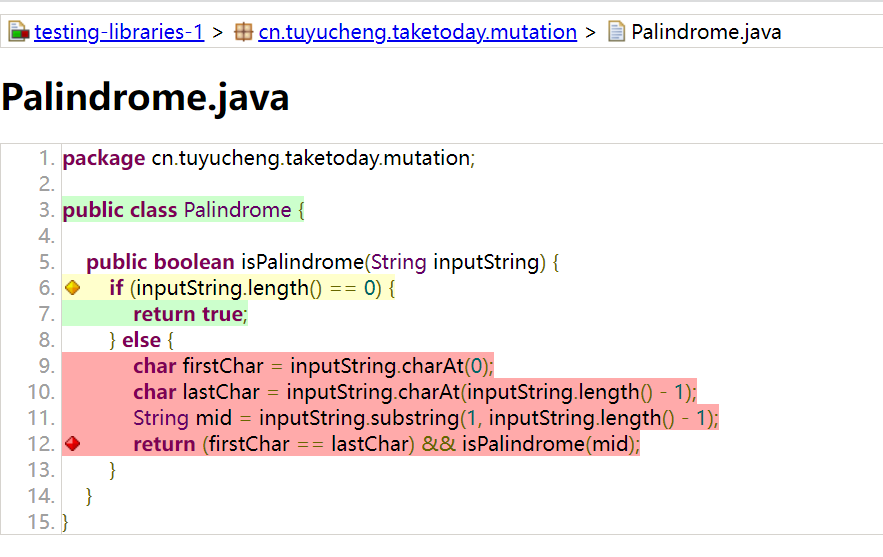 testing-libraries-1 > cn.tuyucheng.taketoday.mutation > Palindrome.java
Palindrome.java
1. package cn.tuyucheng.taketoday.mutation;
2.
3. public class Palindrome {
4.
5. public boolean isPalindrome(String inputString) {
6. if (inputString.length() == 0) {
7. return true;
8. } else {
9. char firstChar = inputString.charAt(0);
10. char lastChar = inputString.charAt(inputString.length() - 1);
11. String mid = inputString.substring(1, inputString.length() - 1);
12. return (firstChar == lastChar) && isPalindrome(mid);
13. }
14. }
15. }